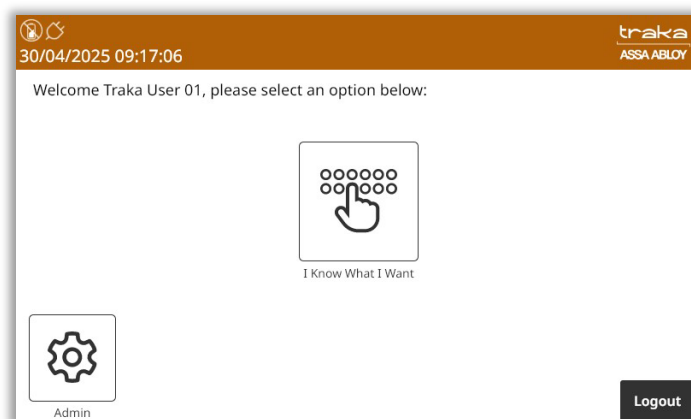 traka
30/04/2025 09:17:06
ASSA ABLOY
Welcome Traka User 01, please select an option below:
I Know What I Want
Admin
Logout